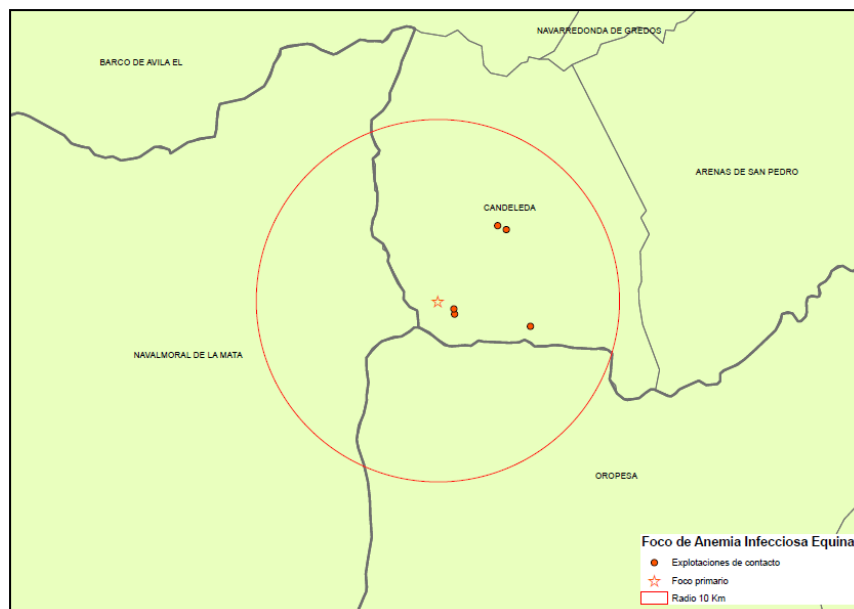 NAVARREDONDA DE GREDOS
BARCO DE AVILA EL
ARENAS DE SAN PEDRO
CANDELEDA
NAVALMORAL DE LA MATA
OROPESA
Foco de Anemia Infecciosa Equina
Explotaciones de contacto
Foco primario
Radio 10 Km